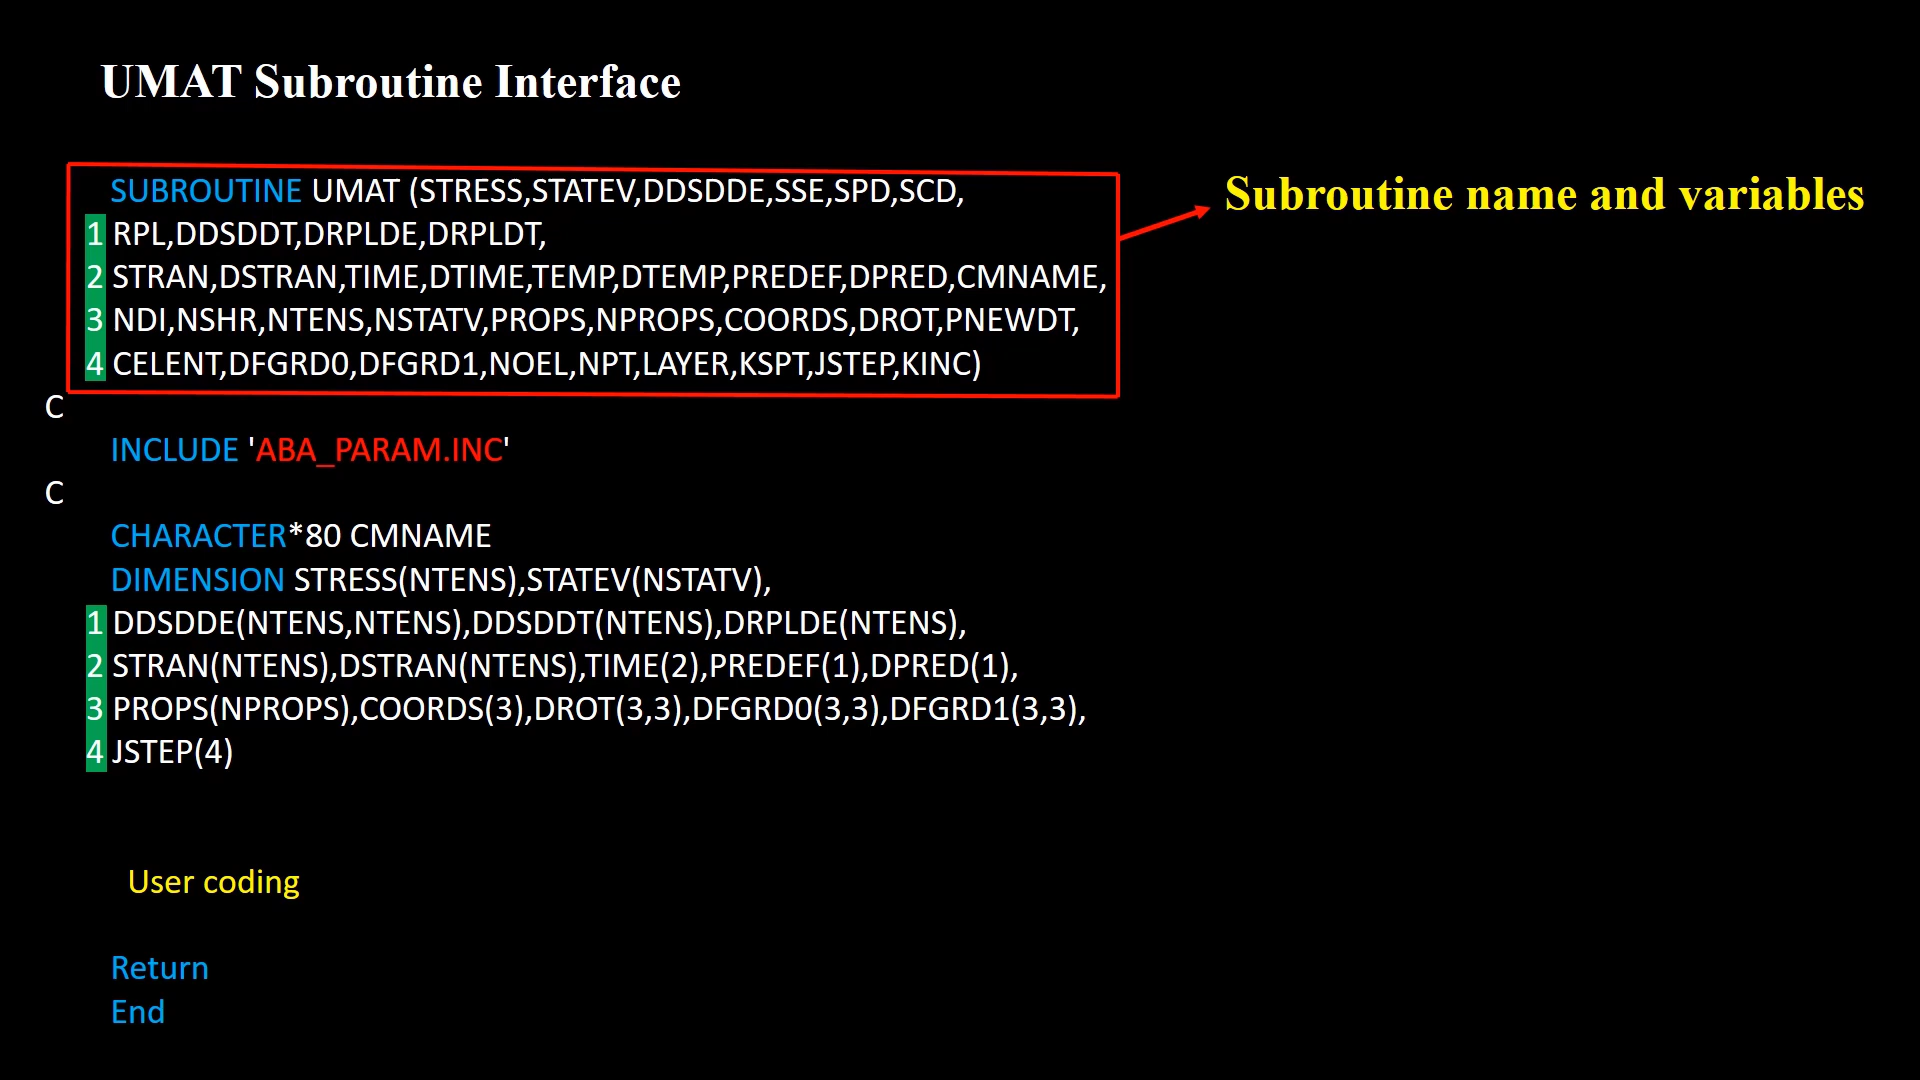 UMAT Subroutine Interface
SUBROUTINE UMAT (STRESS,STATEV,DDSDDE,SSE,SPD,SCD,
1 RPL,DDSDDT,DRPLDE,DRPLDT,
2 STRAN,DSTRAN,TIME,DTIME,TEMP,DTEMP,PREDEF,DPRED,CMNAME,
3 NDI,NSHR,NTENS,NSTATV,PROPS,NPROPS,COORDS,DROT,PNEWDT,
4 CELENT,DFGRD0,DFGRD1,NOEL,NPT,LAYER,KSPT,JSTEP,KINC)
Subroutine name and variables
C
INCLUDE 'ABA_PARAM.INC'
C
CHARACTER*80 CMNAME
DIMENSION STRESS(NTENS),STATEV(NSTATV),
1 DDSDDE(NTENS,NTENS),DDSDDT(NTENS),DRPLDE(NTENS),
2 STRAN(NTENS),DSTRAN(NTENS),TIME(2),PREDEF(1),DPRED(1),
3 PROPS(NPROPS),COORDS(3),DROT(3,3),DFGRD0(3,3),DFGRD1(3,3),
4 JSTEP(4)
User coding
Return
End